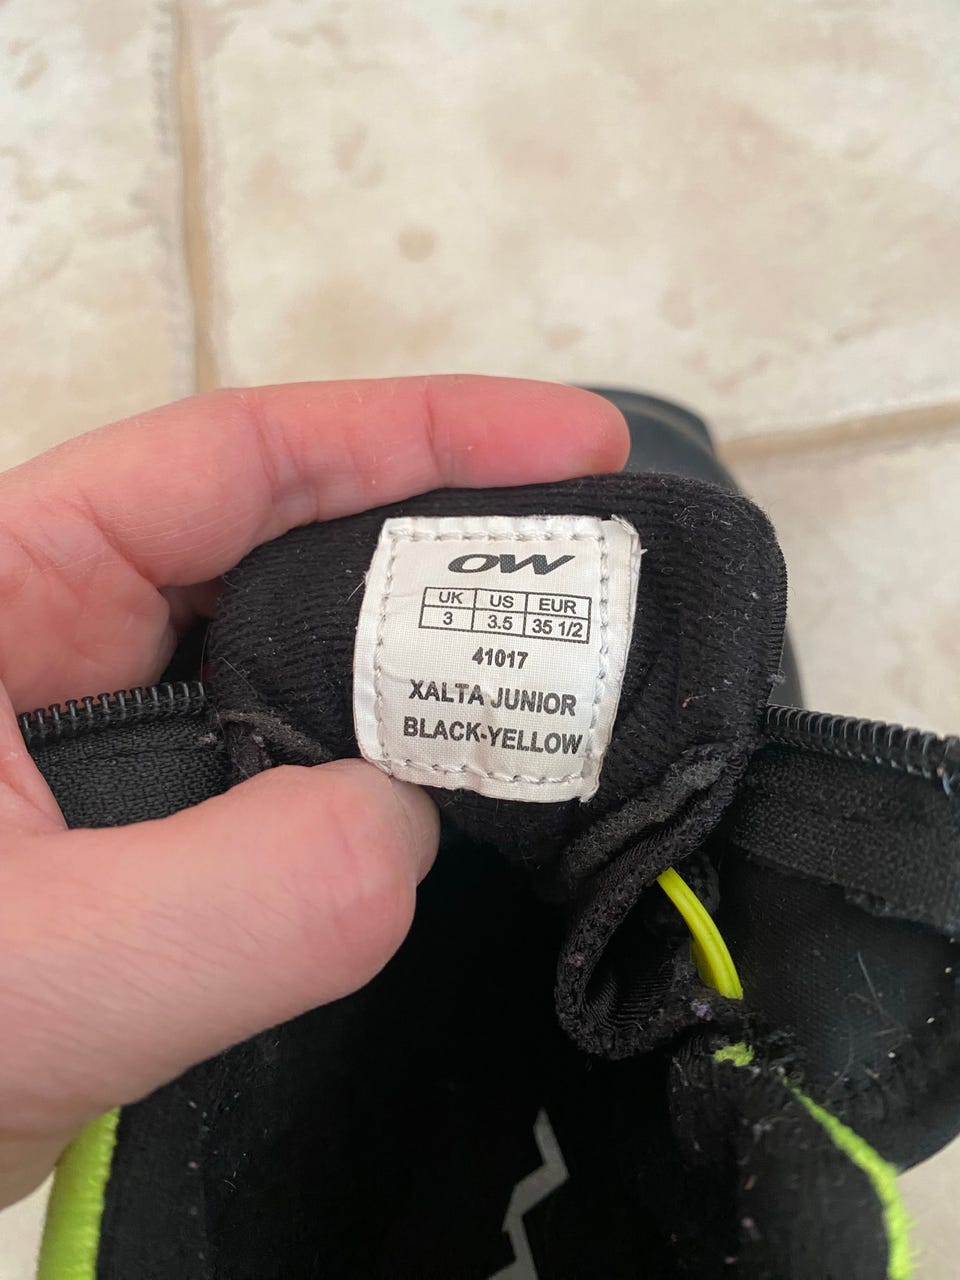 OW
UK US EUR
3 3.5 35 1/2
41017
XALTA JUNIOR
BLACK-YELLOW